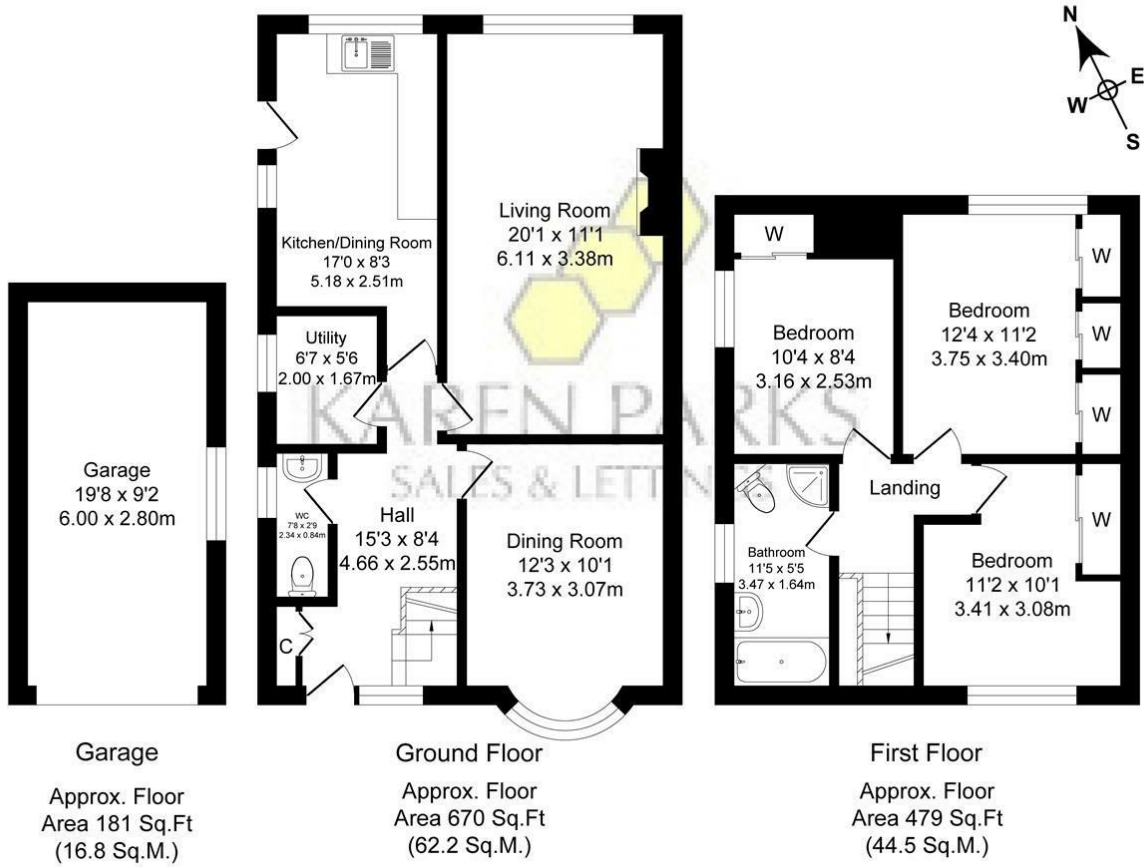 N
E
W
S
Kitchen/Dining Room
17'0 x 8'3
5.18 x 2.51m
Living Room
20'1 x 11'1
6.11 x 3.38m
Utility
6'7 x 5'6
2.00 x 1.67m
Garage
19'8 x 9'2
6.00 x 2.80m
WC
7'8 x 2'9
2.34 x 0.84m
Hall
15'3 x 8'4
4.66 x 2.55m
Dining Room
12'3 x 10'1
3.73 x 3.07m
C
W
Bedroom
10'4 x 8'4
3.16 x 2.53m
Bedroom
12'4 x 11'2
3.75 x 3.40m
W
W
W
Landing
W
Bathroom
11'5 x 5'5
3.47 x 1.64m
Bedroom
11'2 x 10'1
3.41 x 3.08m
KAREN PARKS
SALES & LETTINGS
Garage
Approx. Floor
Area 181 Sq.Ft
(16.8 Sq.M.)
Ground Floor
Approx. Floor
Area 670 Sq.Ft
(62.2 Sq.M.)
First Floor
Approx. Floor
Area 479 Sq.Ft
(44.5 Sq.M.)